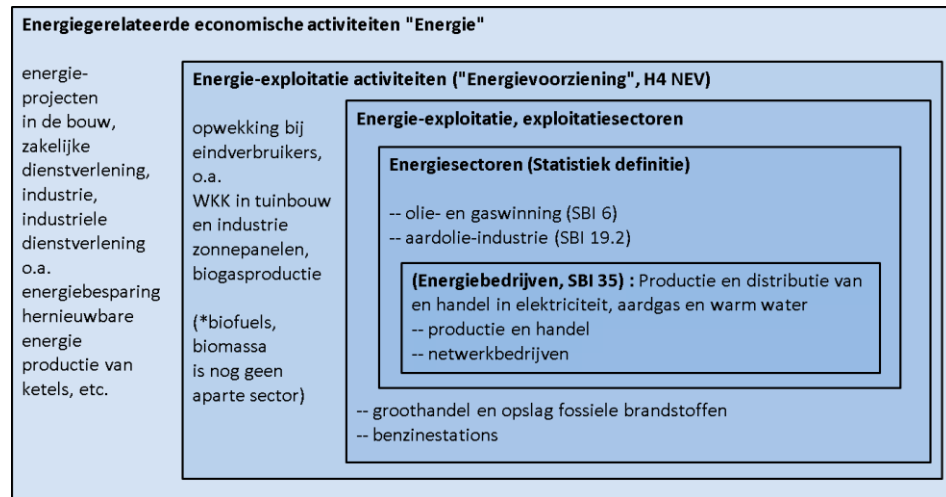 Energiegerelateerde economische activiteiten "Energie"
energie-
projecten
in de bouw,
zakelijke
dienstverlening,
industrie,
industriele
dienstverlening
o.a.
energiebesparing
hernieuwbare
energie
productie van
ketels, etc.
Energie-exploitatie activiteiten ("Energievoorziening", H4 NEV)
opwekking bij
eindverbruikers,
o.a.
WKK in tuinbouw
en industrie
zonnepanelen,
biogasproductie
(*biofuels,
biomassa
is nog geen
aparte sector)
Energie-exploitatie, exploitatiesectoren
Energiesectoren (Statistiek definitie)
-- olie- en gaswinning (SBI 6)
-- aardolie-industrie (SBI 19.2)
(Energiebedrijven, SBI 35) : Productie en distributie van
en handel in elektriciteit, aardgas en warm water
-- productie en handel
-- netwerkbedrijven
-- groothandel en opslag fossiele brandstoffen
-- benzinestations